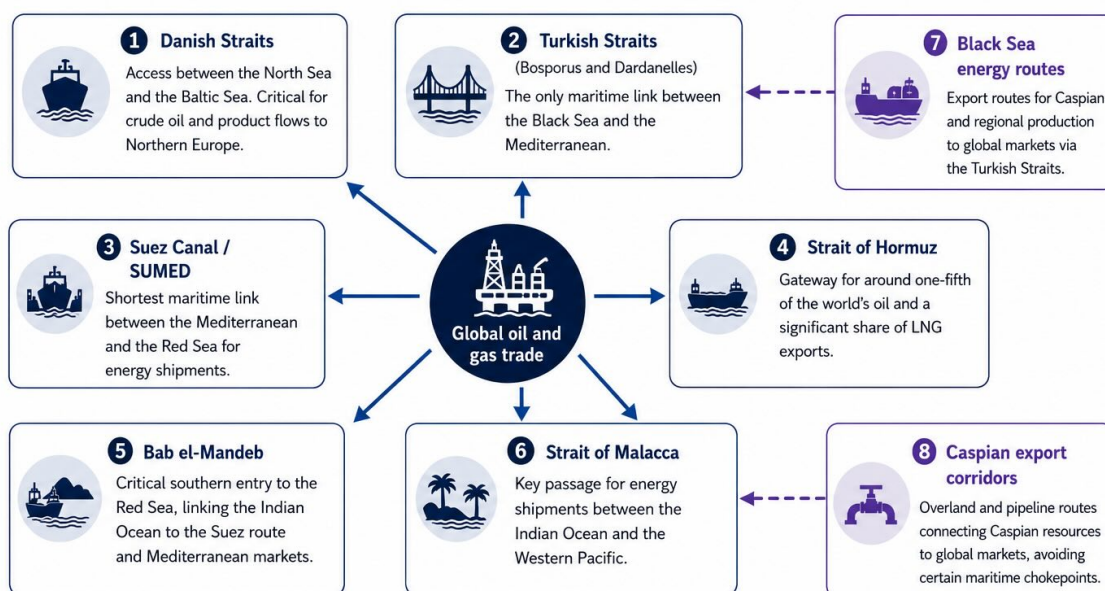 1 Danish Straits
Access between the North Sea
and the Baltic Sea. Critical for
crude oil and product flows to
Northern Europe.
2 Turkish Straits
(Bosporus and Dardanelles)
The only maritime link between
the Black Sea and the
Mediterranean.
7 Black Sea
energy routes
Export routes for Caspian
and regional production
to global markets via
the Turkish Straits.
3 Suez Canal /
SUMED
Shortest maritime link
between the Mediterranean
and the Red Sea for
energy shipments.
Global oil and
gas trade
4 Strait of Hormuz
Gateway for around one-fifth
of the world's oil and a
significant share of LNG
exports.
5 Bab el-Mandeb
Critical southern entry to the
Red Sea, linking the Indian
Ocean to the Suez route
and Mediterranean markets.
6 Strait of Malacca
Key passage for energy
shipments between the
Indian Ocean and the
Western Pacific.
8 Caspian export
corridors
Overland and pipeline routes
connecting Caspian resources
to global markets, avoiding
certain maritime chokepoints.